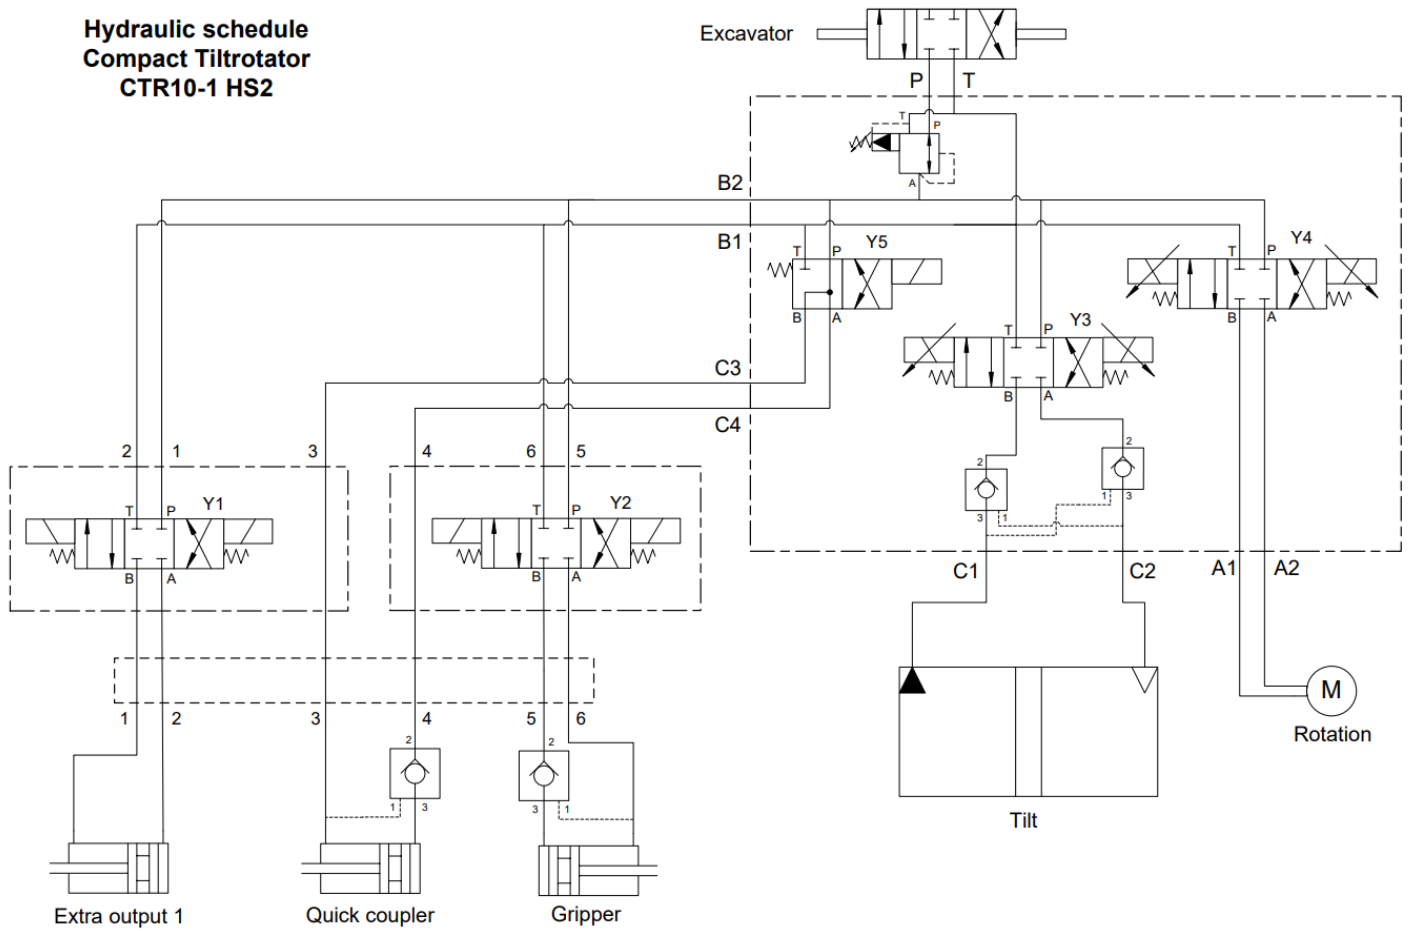 Hydraulic schedule
Compact Tiltrotator
CTR10-1 HS2
Excavator
P T
T P
A
B2
B1
T P Y5
B A
T P Y4
B A
T P Y3
B A
C3
C4
2 1 3 4 6 5
T P Y1
B A
T P Y2
B A
2
3 1
2
1 3
C1 C2 A1 A2
M
Rotation
Tilt
1 2 3 4 5 6
2
1 3
2
3 1
Extra output 1
Quick coupler
Gripper